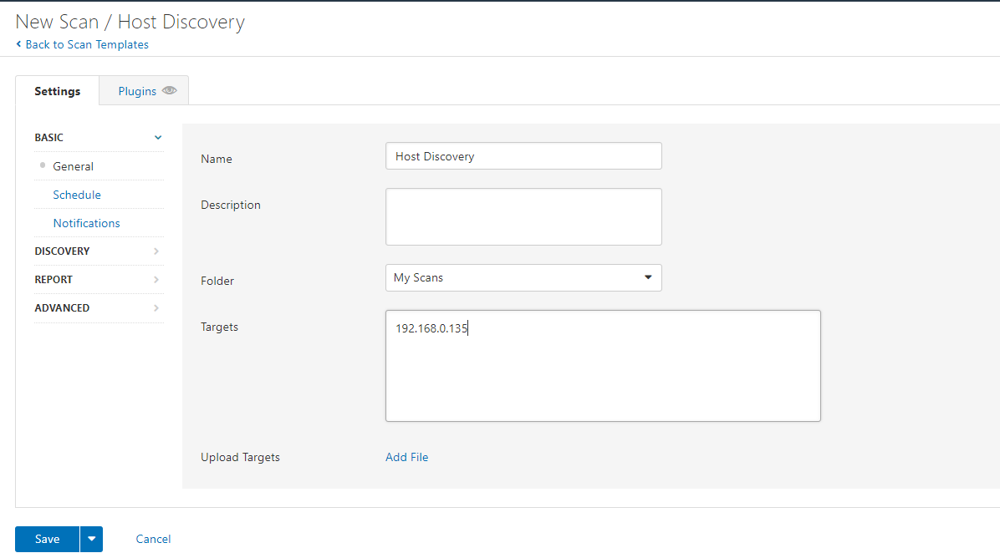 New Scan / Host Discovery
Back to Scan Templates
Settings
Plugins
BASIC
General
Schedule
Notifications
DISCOVERY
REPORT
ADVANCED
Name
Host Discovery
Description
Folder
My Scans
Targets
192.168.0.135
Upload Targets
Add File
Save
Cancel